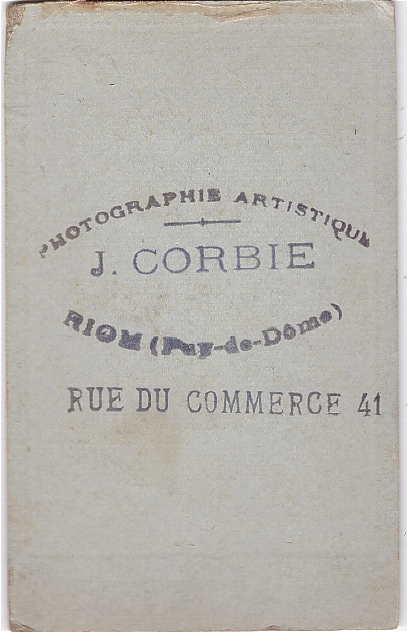 PHOTOGRAPHIE ARTISTIQUE
J. CORBIE
RIOM (Puy-de-Dôme)
RUE DU COMMERCE 41